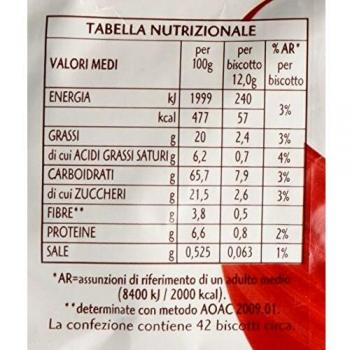 TABELLA NUTRIZIONALE
VALORI MEDI per 100g per biscotto 12,0g %AR* per biscotto
ENERGIA kJ 1999 240 3%
kcal 477 57
GRASSI g 20 2,4 3%
di cui ACIDI GRASSI SATURI g 6,2 0,7 4%
CARBOIDRATI g 65,7 7,9 3%
di cui ZUCCHERI g 21,5 2,6 3%
FIBRE** g 3,8 0,5
PROTEINE g 6,6 0,8 2%
SALE g 0,525 0,063 1%
*AR=assunzioni di riferimento di un adulto medio
(8400 kJ / 2000 kcal).
**determinate con metodo AOAC 2009.01.
La confezione contiene 42 biscotti circa.